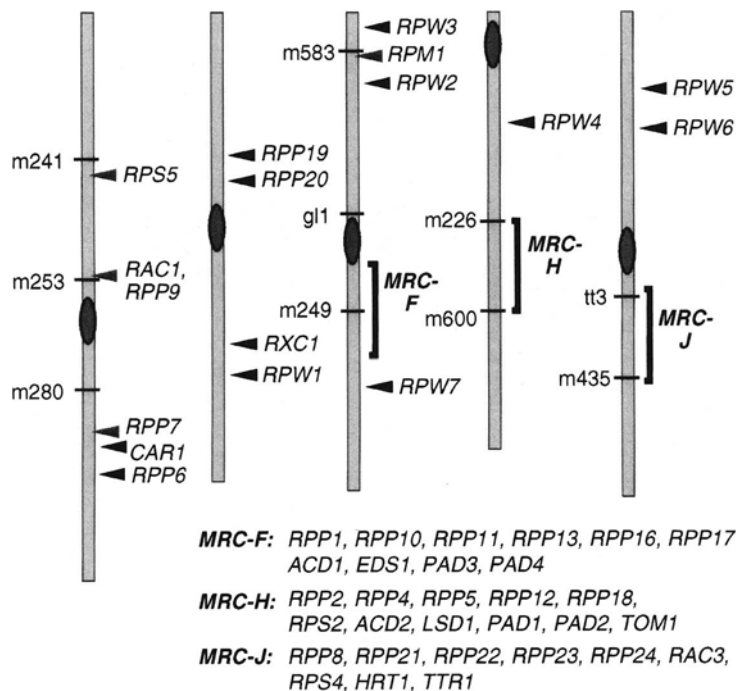 m241
RPS5
RAC1,
m253
RPP9
m280
RPP7
CAR1
RPP6
RPP19
RPP20
RXC1
RPW1
RPW3
m583
RPM1
RPW2
gl1
MRC-
F
m249
RPW7
RPW4
m226
MRC-
H
m600
RPW5
RPW6
tt3
MRC-
J
m435
MRC-F: RPP1, RPP10, RPP11, RPP13, RPP16, RPP17
ACD1, EDS1, PAD3, PAD4
MRC-H: RPP2, RPP4, RPP5, RPP12, RPP18,
RPS2, ACD2, LSD1, PAD1, PAD2, TOM1
MRC-J: RPP8, RPP21, RPP22, RPP23, RPP24, RAC3,
RPS4, HRT1, TTR1